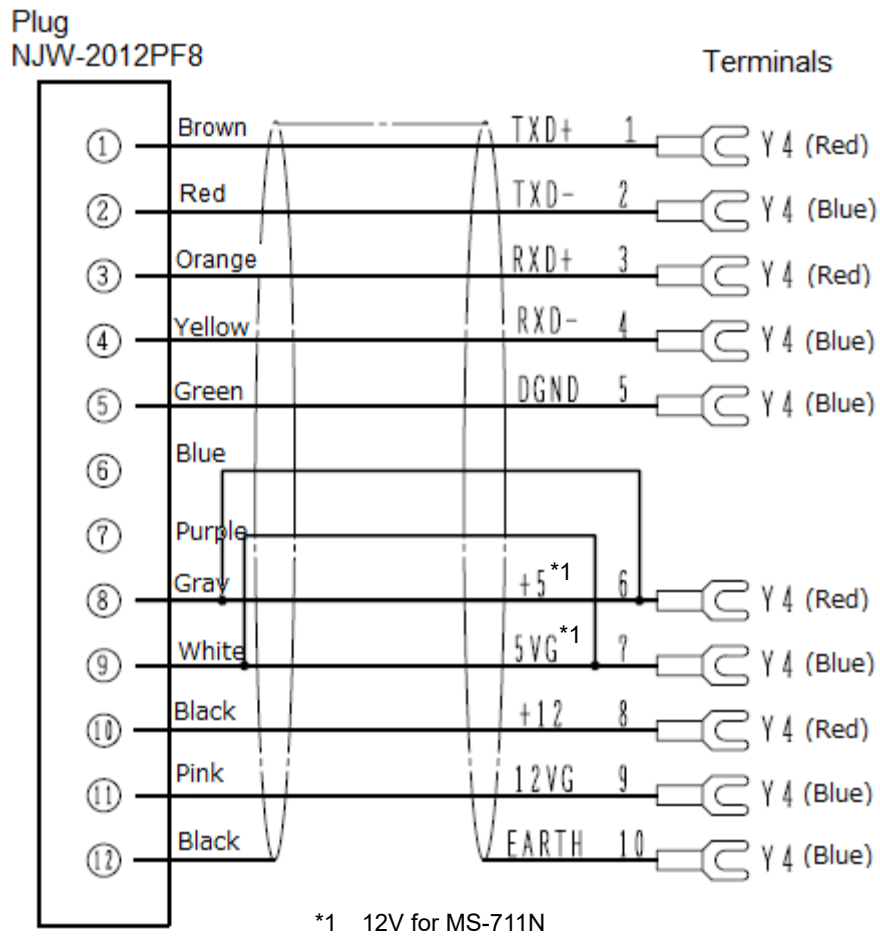 Plug
NJW-2012PF8
Terminals
① Brown TXD+ 1 Y4 (Red)
② Red TXD- 2 Y4 (Blue)
③ Orange RXD+ 3 Y4 (Red)
④ Yellow RXD- 4 Y4 (Blue)
⑤ Green DGND 5 Y4 (Blue)
⑥ Blue
⑦ Purple
⑧ Gray +5 *1 6 Y4 (Red)
⑨ White 5VG *1 7 Y4 (Blue)
⑩ Black +12 8 Y4 (Red)
⑪ Pink 12VG 9 Y4 (Blue)
⑫ Black EARTH 10 Y4 (Blue)
*1 12V for MS-711N